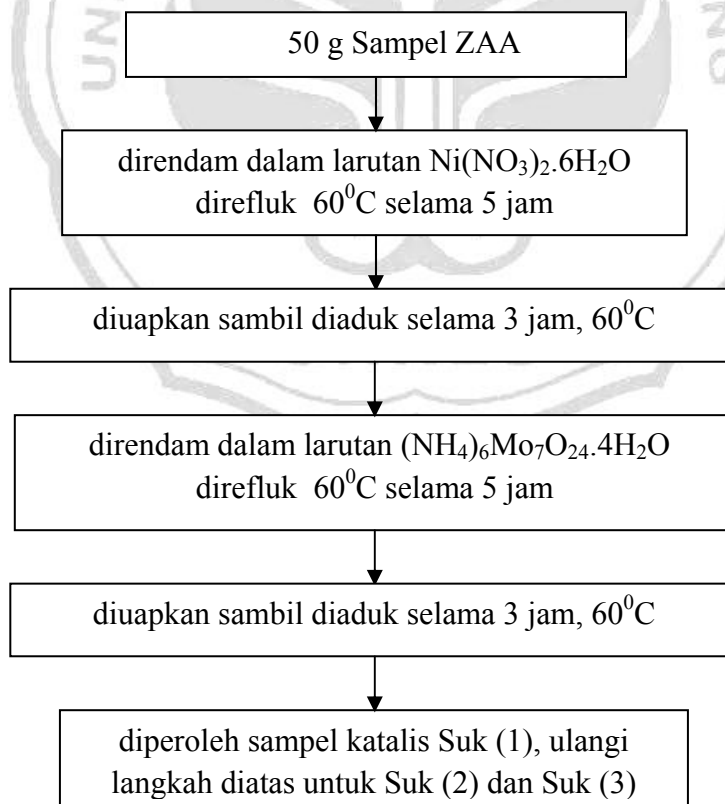 50 g Sampel ZAA
direndam dalam larutan Ni(NO₃)₂.6H₂O
direfluk 60⁰C selama 5 jam
diuapkan sambil diaduk selama 3 jam, 60⁰C
direndam dalam larutan (NH₄)₆Mo₇O₂₄.4H₂O
direfluk 60⁰C selama 5 jam
diuapkan sambil diaduk selama 3 jam, 60⁰C
diperoleh sampel katalis Suk (1), ulangi
langkah diatas untuk Suk (2) dan Suk (3)